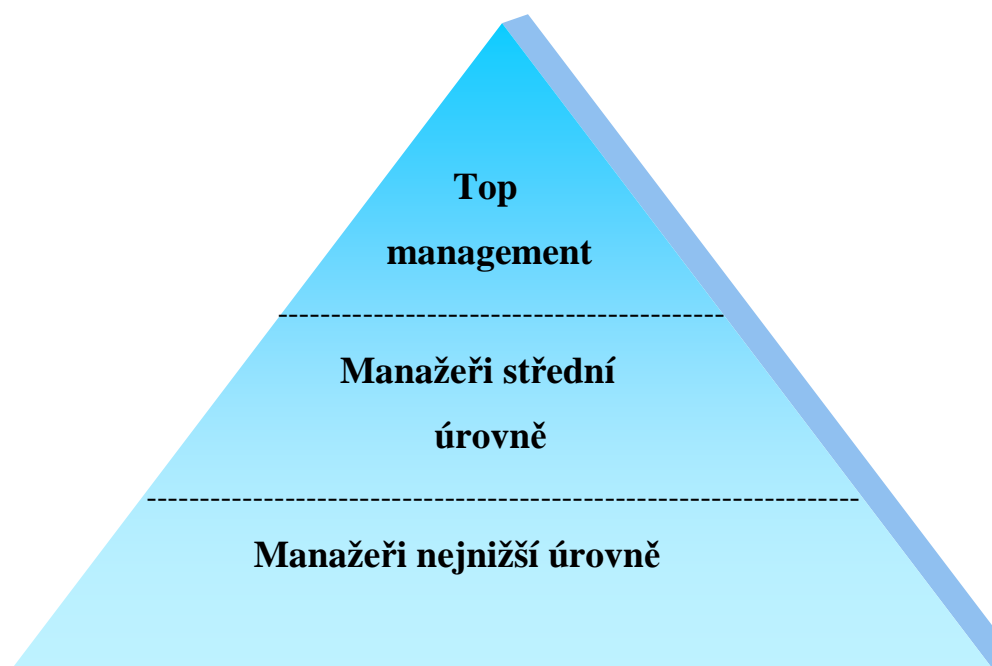 Top
management
Manažeři střední
úrovně
Manažeři nejnižší úrovně